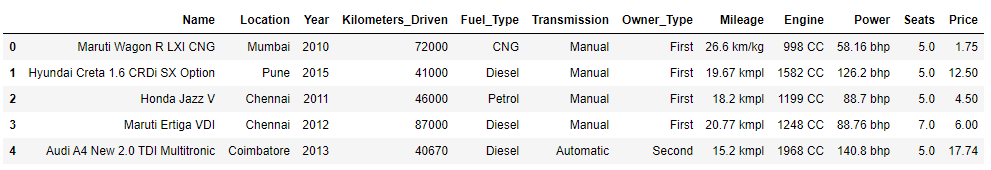 Name Location Year Kilometers_Driven Fuel_Type Transmission Owner_Type Mileage Engine Power Seats Price
0 Maruti Wagon R LXI CNG Mumbai 2010 72000 CNG Manual First 26.6 km/kg 998 CC 58.16 bhp 5.0 1.75
1 Hyundai Creta 1.6 CRDi SX Option Pune 2015 41000 Diesel Manual First 19.67 kmpl 1582 CC 126.2 bhp 5.0 12.50
2 Honda Jazz V Chennai 2011 46000 Petrol Manual First 18.2 kmpl 1199 CC 88.7 bhp 5.0 4.50
3 Maruti Ertiga VDI Chennai 2012 87000 Diesel Manual First 20.77 kmpl 1248 CC 88.76 bhp 7.0 6.00
4 Audi A4 New 2.0 TDI Multitronic Coimbatore 2013 40670 Diesel Automatic Second 15.2 kmpl 1968 CC 140.8 bhp 5.0 17.74